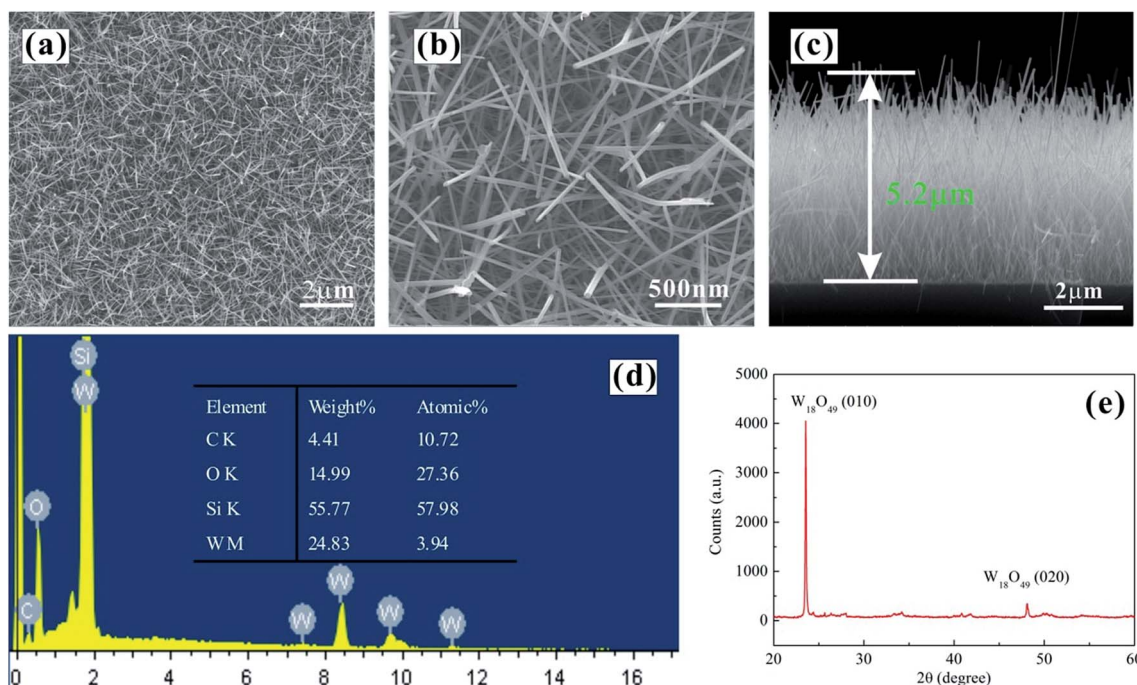 (a)
2μm
(b)
500nm
(c)
5.2μm
2μm
(d)
Si
W
O
C
W
W
W
W
Element Weight% Atomic%
C K 4.41 10.72
O K 14.99 27.36
Si K 55.77 57.98
W M 24.83 3.94
0 2 4 6 8 10 12 14 16
(e)
W18O49 (010)
W18O49 (020)
Counts (a.u.)
5000
4000
3000
2000
1000
0
20 30 40 50 60
2θ (degree)